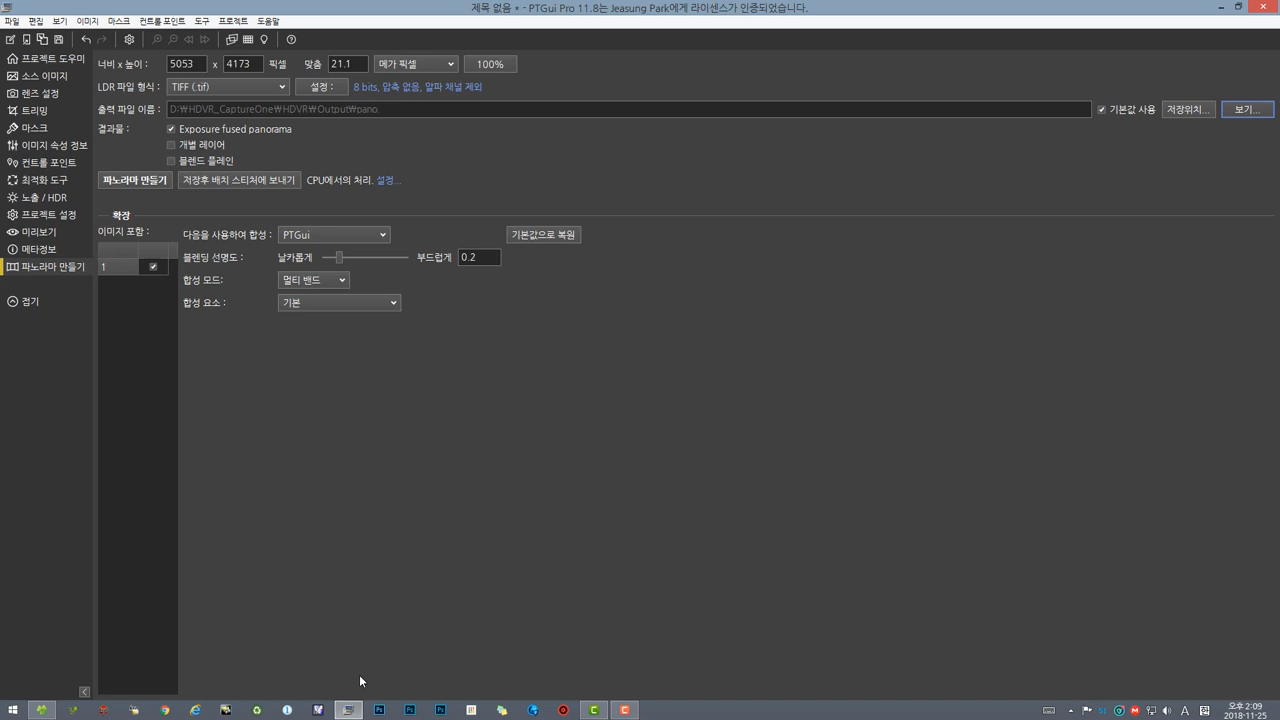 제목 없음 * - PTGui Pro 11.8는 Jeasung Park에게 라이센스가 인증되었습니다.
파일 편집 보기 이미지 마스크 컨트롤 포인트 도구 프로젝트 도움말
프로젝트 도우미
소스 이미지
렌즈 설정
트리밍
마스크
이미지 속성 정보
컨트롤 포인트
최적화 도구
노출 / HDR
프로젝트 설정
미리보기
메타정보
파노라마 만들기
접기
너비 x 높이 : 5053 x 4173 픽셀 맞춤 21.1 메가 픽셀 100%
LDR 파일 형식 : TIFF (.tif) 설정 : 8 bits, 압축 없음, 알파 채널 제외
출력 파일 이름 : D:₩HDVR_CaptureOne₩HDVR₩Output₩pano. 기본값 사용 저장위치... 보기...
결과물 : Exposure fused panorama
개별 레이어
블렌드 플레인
파노라마 만들기 저장후 배치 스티처에 보내기 CPU에서의 처리. 설정...
확장
이미지 포함 :
1
다음을 사용하여 합성 : PTGui 기본값으로 복원
블렌딩 선명도 : 날카롭게 부드럽게 0.2
합성 모드: 멀티 밴드
합성 요소 : 기본
오후 2:09
2018-11-25